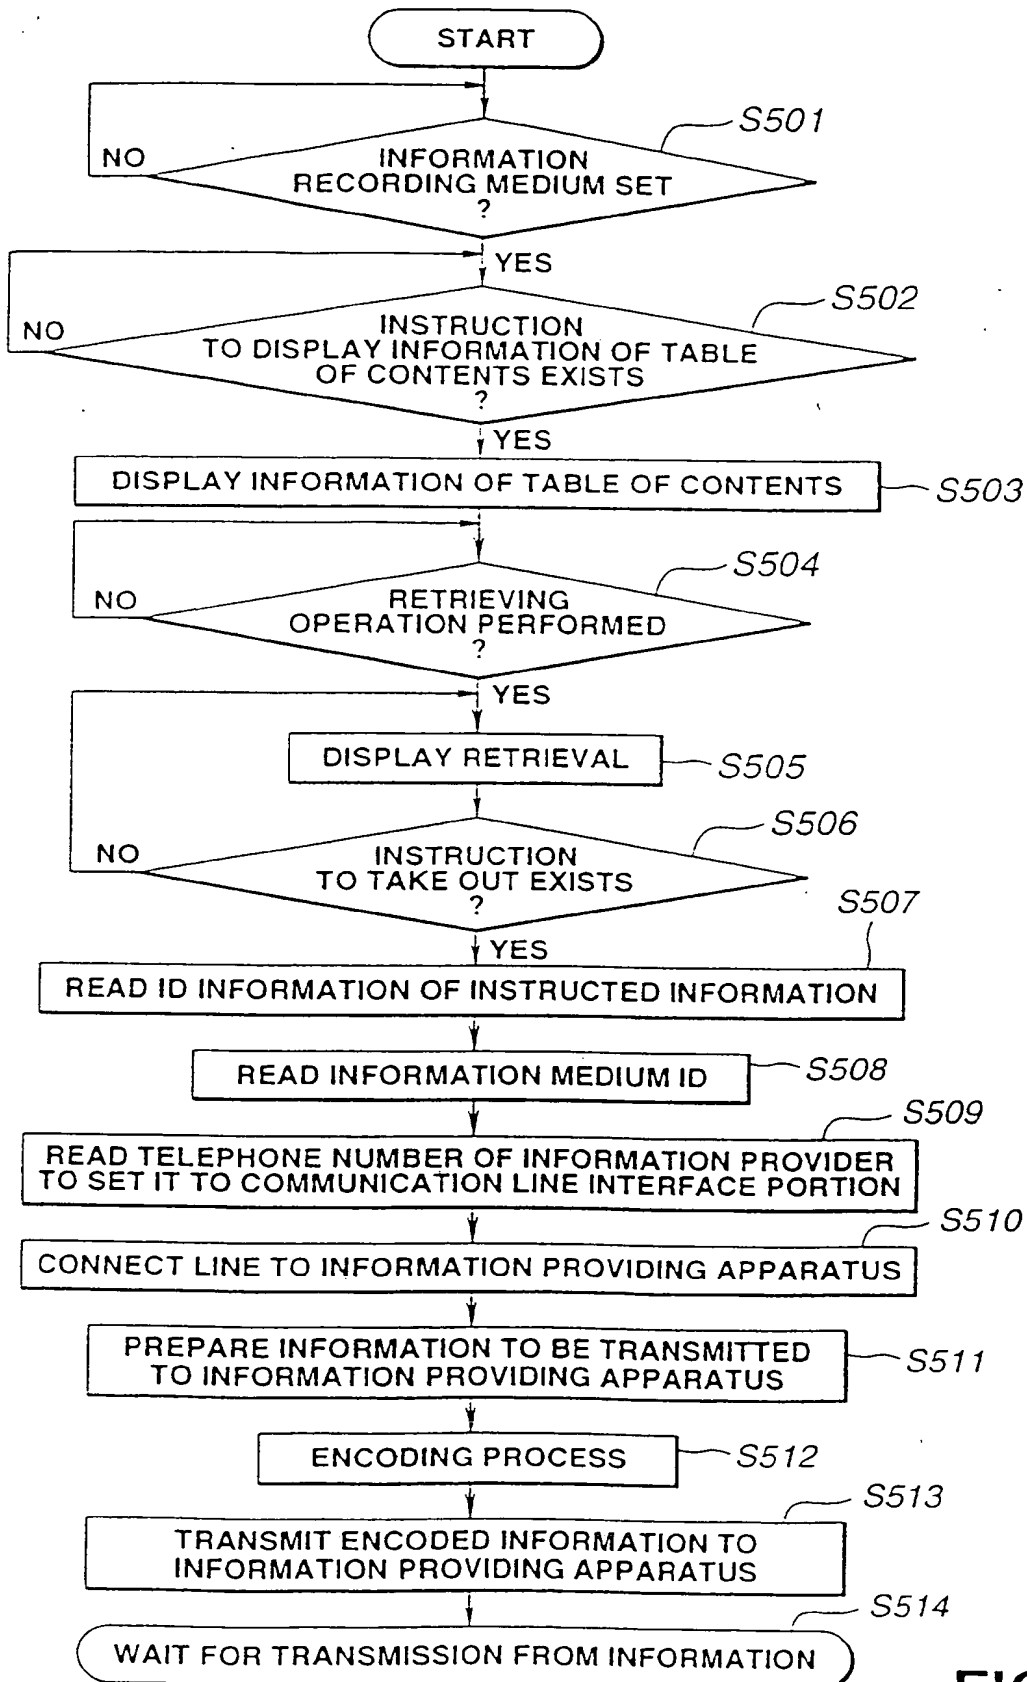 START
S501
NO
INFORMATION
RECORDING MEDIUM SET
?
YES
S502
NO
INSTRUCTION
TO DISPLAY INFORMATION OF TABLE
OF CONTENTS EXISTS
?
YES
DISPLAY INFORMATION OF TABLE OF CONTENTS
S503
S504
NO
RETRIEVING
OPERATION PERFORMED
?
YES
DISPLAY RETRIEVAL
S505
S506
NO
INSTRUCTION
TO TAKE OUT EXISTS
?
S507
YES
READ ID INFORMATION OF INSTRUCTED INFORMATION
READ INFORMATION MEDIUM ID
S508
S509
READ TELEPHONE NUMBER OF INFORMATION PROVIDER
TO SET IT TO COMMUNICATION LINE INTERFACE PORTION
S510
CONNECT LINE TO INFORMATION PROVIDING APPARATUS
PREPARE INFORMATION TO BE TRANSMITTED
TO INFORMATION PROVIDING APPARATUS
S511
ENCODING PROCESS
S512
S513
TRANSMIT ENCODED INFORMATION TO
INFORMATION PROVIDING APPARATUS
S514
WAIT FOR TRANSMISSION FROM INFORMATION